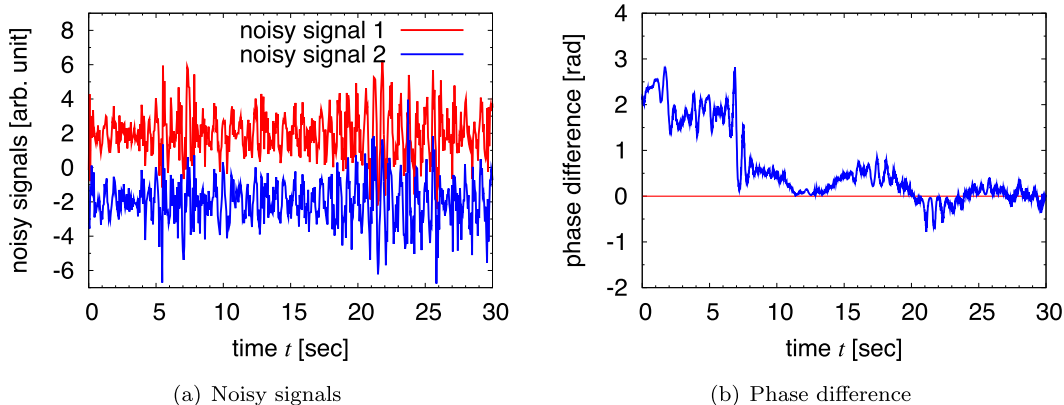 noisy signals [arb. unit]
8
6
4
2
0
-2
-4
-6
noisy signal 1
noisy signal 2
0 5 10 15 20 25 30
time t [sec]
(a) Noisy signals
phase difference [rad]
4
3
2
1
0
-1
-2
0 5 10 15 20 25 30
time t [sec]
(b) Phase difference